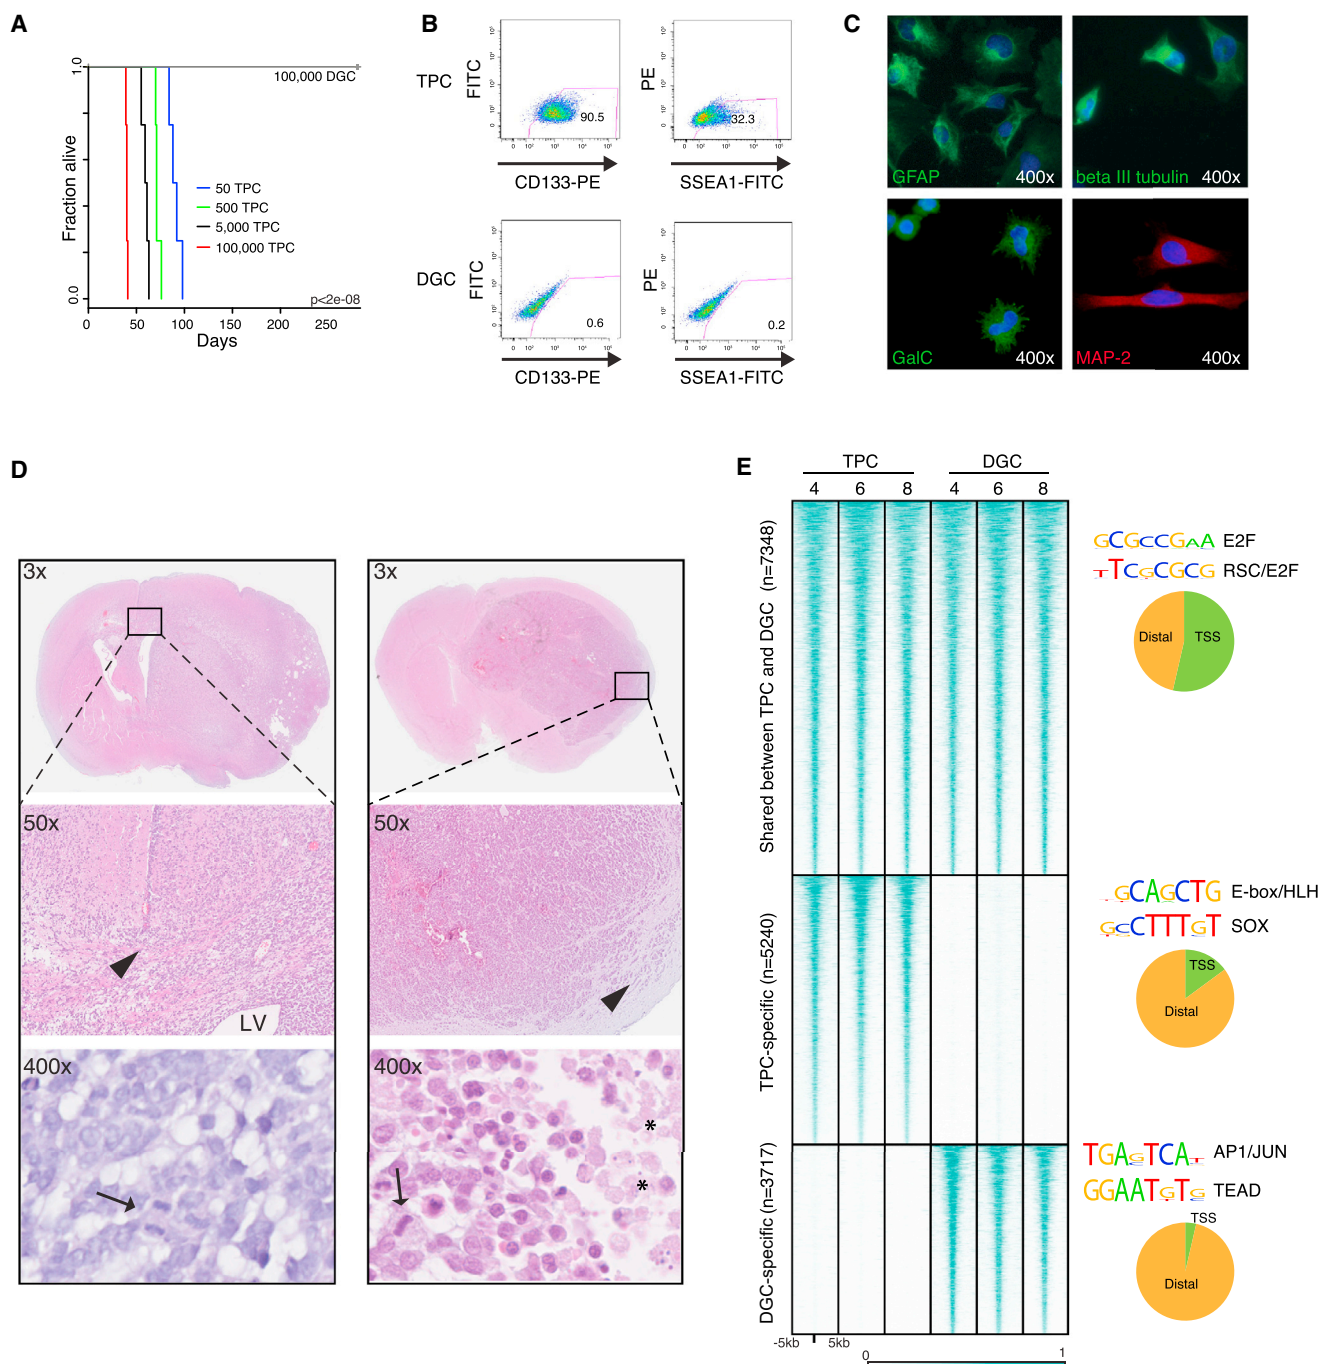 A
1.0
0.0
Fraction alive
100,000 DGC
50 TPC
500 TPC
5,000 TPC
100,000 TPC
p<2e-08
0 50 100 150 200 250
Days
B
TPC
FITC
90.5
CD133-PE
PE
32.3
SSEA1-FITC
DGC
FITC
0.6
CD133-PE
PE
0.2
SSEA1-FITC
C
GFAP 400x
beta III tubulin 400x
GalC 400x
MAP-2 400x
D
3x
50x
LV
400x
3x
50x
400x
*
*
E
TPC DGC
4 6 8 4 6 8
Shared between TPC and DGC (n=7348)
TPC-specific (n=5240)
DGC-specific (n=3717)
-5kb 5kb
0 1
GCGCCGAA E2F
TTCGCGCG RSC/E2F
Distal TSS
GCAGCTG E-box/HLH
GCCTTTGT SOX
TSS
Distal
TGAGTCAT AP1/JUN
GGAATGTG TEAD
TSS
Distal